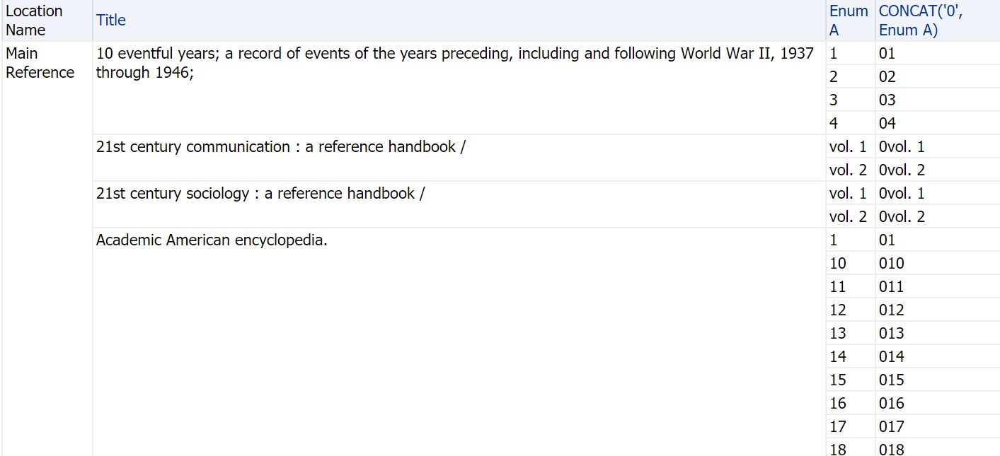 Location Name Title Enum A CONCAT('0', Enum A)
Main Reference 10 eventful years; a record of events of the years preceding, including and following World War II, 1937 through 1946; 1 01
2 02
3 03
4 04
21st century communication : a reference handbook / vol. 1 0vol. 1
vol. 2 0vol. 2
21st century sociology : a reference handbook / vol. 1 0vol. 1
vol. 2 0vol. 2
Academic American encyclopedia. 1 01
10 010
11 011
12 012
13 013
14 014
15 015
16 016
17 017
18 018